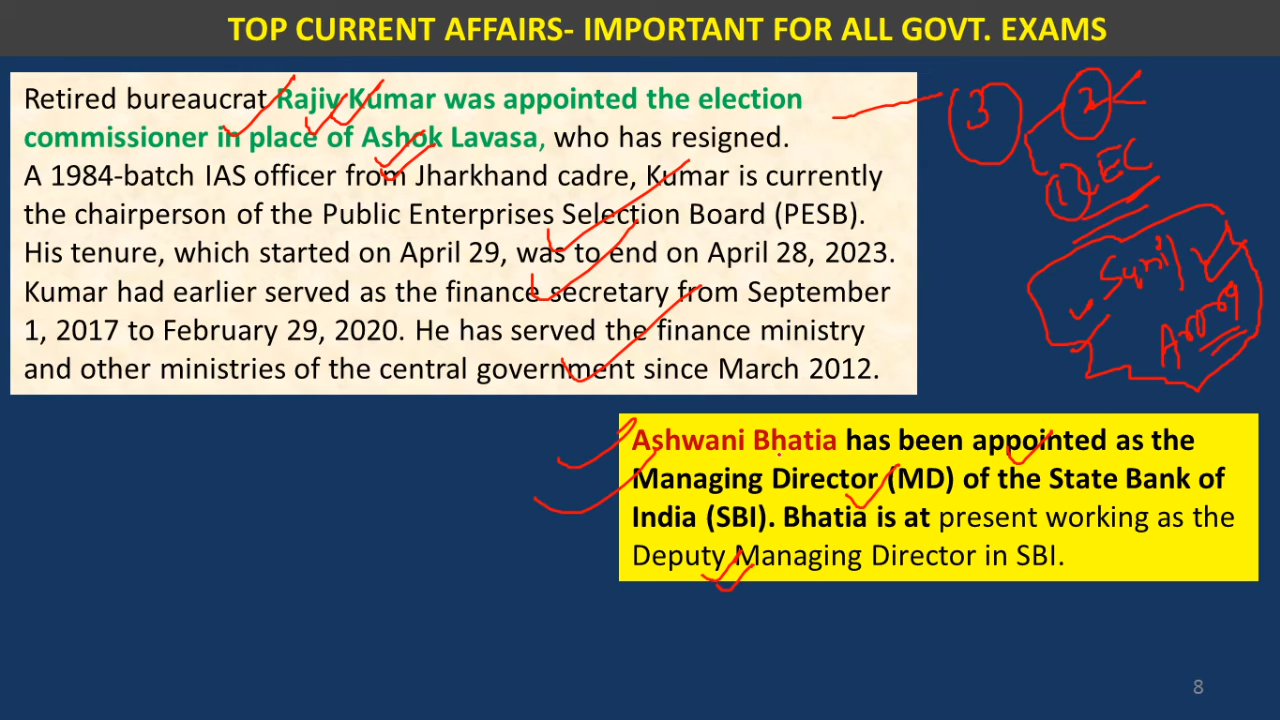 TOP CURRENT AFFAIRS- IMPORTANT FOR ALL GOVT. EXAMS
Retired bureaucrat Rajiv Kumar was appointed the election
commissioner in place of Ashok Lavasa, who has resigned.
A 1984-batch IAS officer from Jharkhand cadre, Kumar is currently
the chairperson of the Public Enterprises Selection Board (PESB).
His tenure, which started on April 29, was to end on April 28, 2023.
Kumar had earlier served as the finance secretary from September
1, 2017 to February 29, 2020. He has served the finance ministry
and other ministries of the central government since March 2012.
3
2
1 CEC
Sunil
Arora
Ashwani Bhatia has been appointed as the
Managing Director (MD) of the State Bank of
India (SBI). Bhatia is at present working as the
Deputy Managing Director in SBI.
8